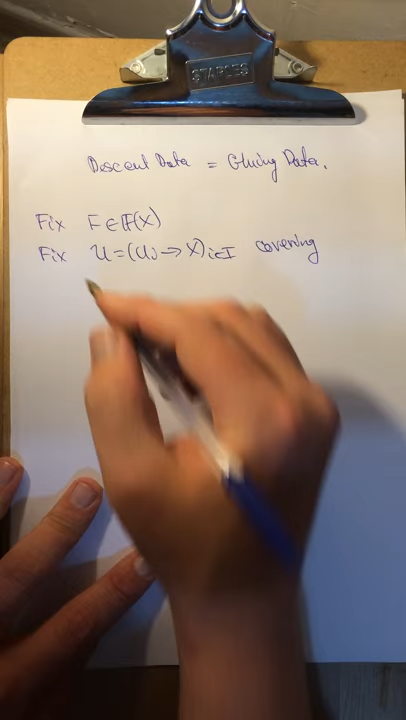 STAPLES
Descent Data = Gluing Data.
Fix F ∈ 𝔽(X)
Fix 𝒰 = (Ui → X)i∈I covering